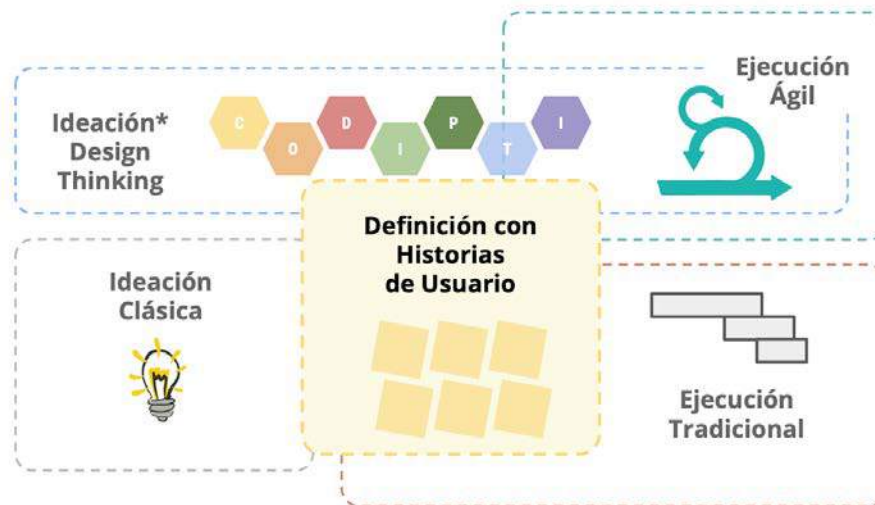 Ideación*
Design
Thinking
C O D I P T I
Ejecución
Ágil
Definición con
Historias
de Usuario
Ideación
Clásica
Ejecución
Tradicional